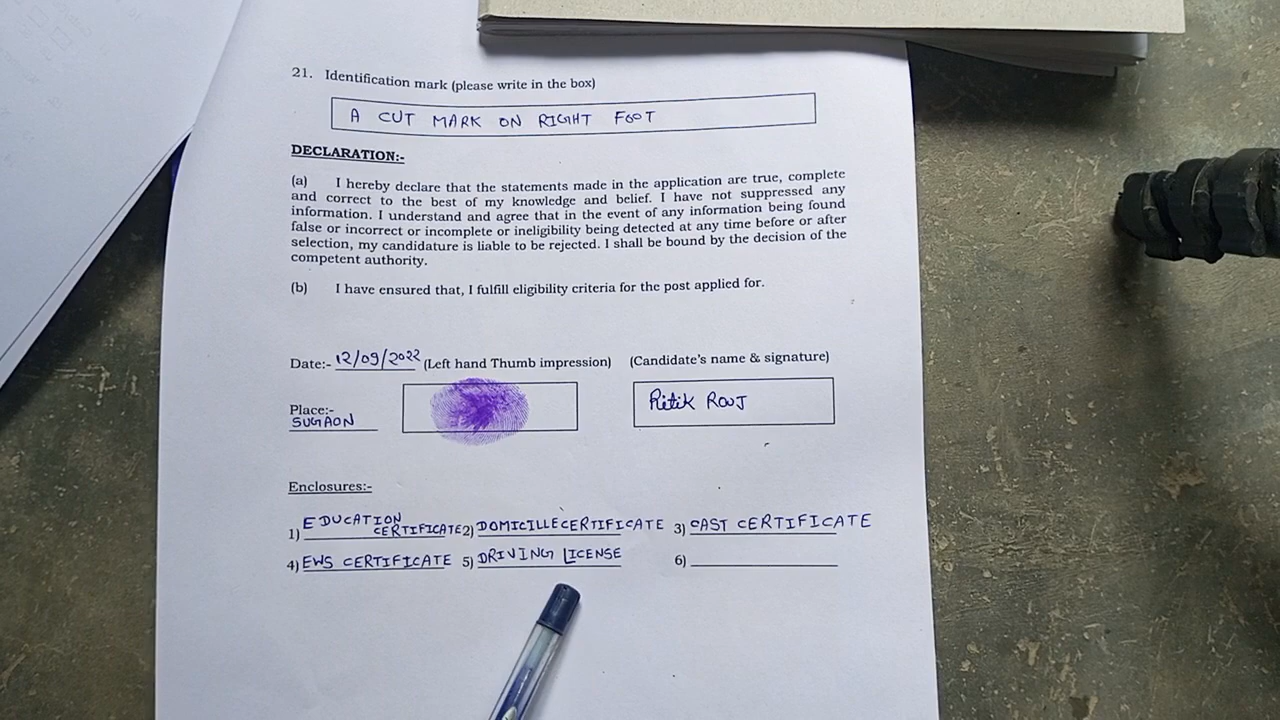 21. Identification mark (please write in the box)
A CUT MARK ON RIGHT FOOT
DECLARATION:-
(a) I hereby declare that the statements made in the application are true, complete
and correct to the best of my knowledge and belief. I have not suppressed any
information. I understand and agree that in the event of any information being found
false or incorrect or incomplete or ineligibility being detected at any time before or after
selection, my candidature is liable to be rejected. I shall be bound by the decision of the
competent authority.
(b) I have ensured that, I fulfill eligibility criteria for the post applied for.
Date:- 12/09/2022 (Left hand Thumb impression) (Candidate's name & signature)
Place:-
SUGAON
Ritik ROUJ
Enclosures:-
1) EDUCATION CERTIFICATE 2) DOMICILLE CERTIFICATE 3) CAST CERTIFICATE
4) EWS CERTIFICATE 5) DRIVING LICENSE 6)